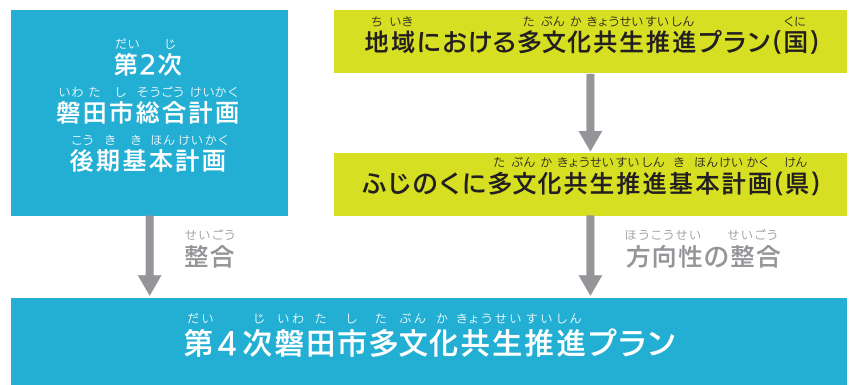 だい じ
第2次
いわ た し そうごう けいかく
磐田市総合計画
こう き き ほんけいかく
後期基本計画
ち いき た ぶん か きょうせいすいしん くに
地域における多文化共生推進プラン(国)
た ぶん か きょうせいすいしん き ほんけい かく けん
ふじのくに多文化共生推進基本計画(県)
せいごう
整合
ほうこうせい せいごう
方向性の整合
だい じ いわ た し た ぶん か きょうせい すいしん
第4次磐田市多文化共生推進プラン